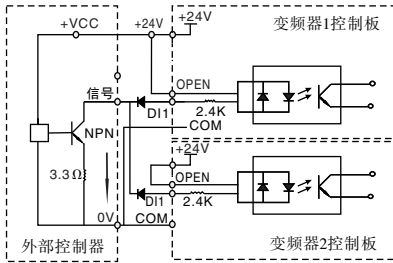 +VCC
+24V
+24V
变频器1控制板
信号
OPEN
DI1
2.4K
COM
NPN
3.3Ω
+24V
OPEN
DI1
2.4K
0V
COM
外部控制器
变频器2控制板